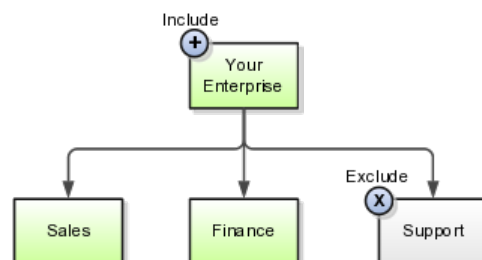 Include
+
Your
Enterprise
Exclude
X
Sales
Finance
Support